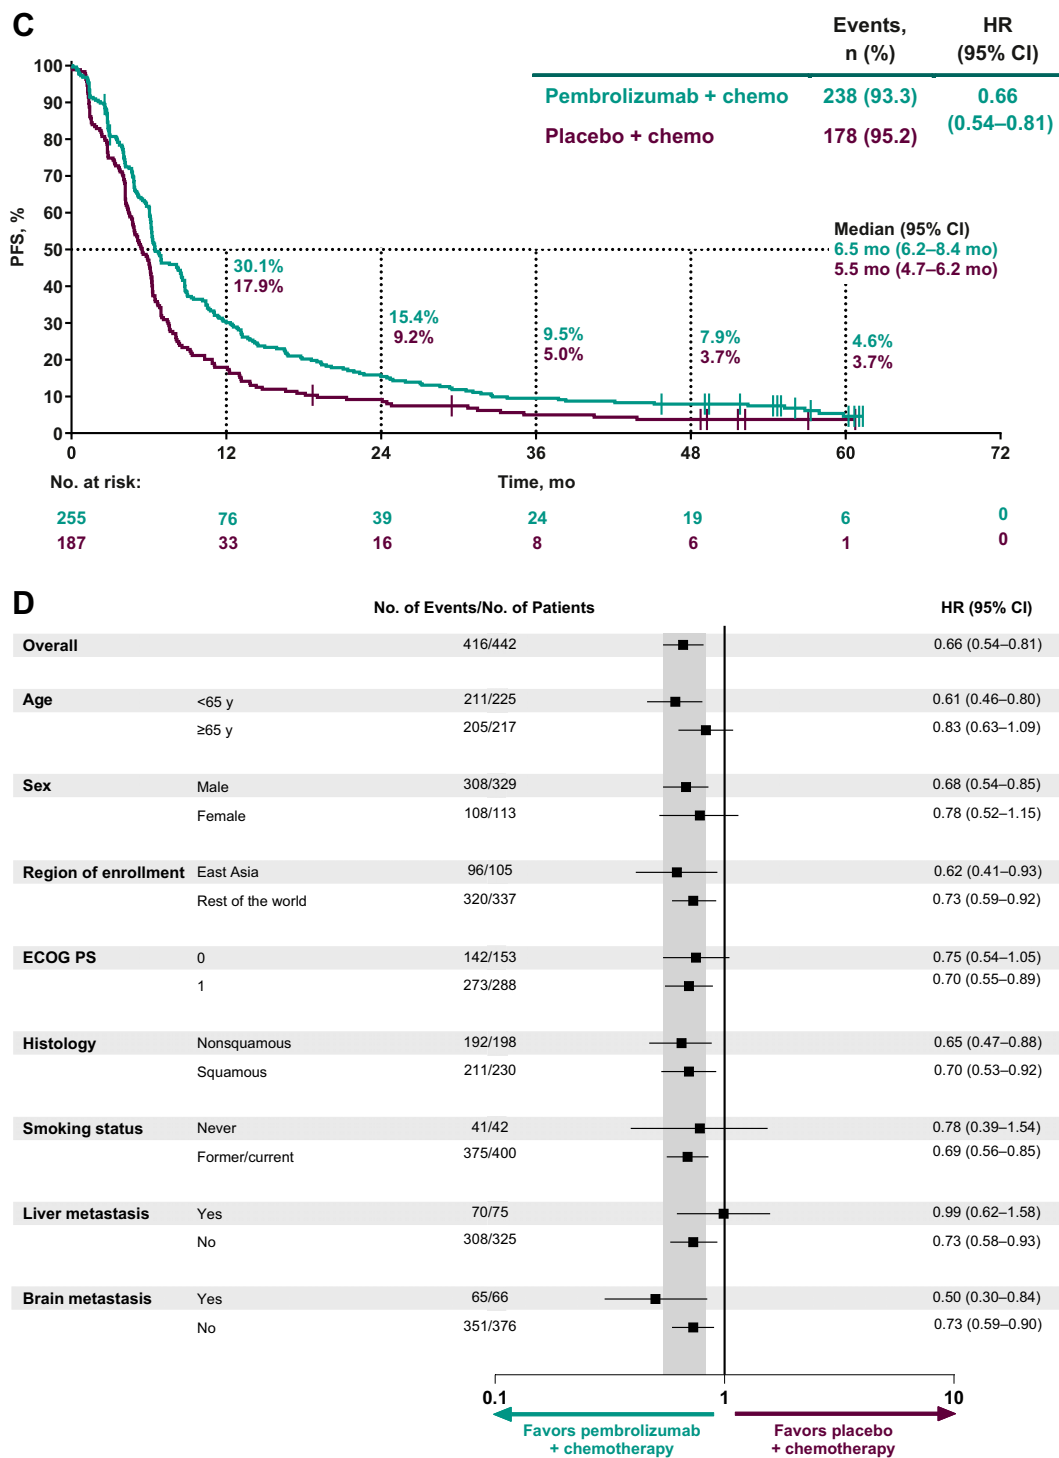 C
Events, n (%)
HR (95% CI)
Pembrolizumab + chemo 238 (93.3) 0.66 (0.54–0.81)
Placebo + chemo 178 (95.2)
PFS, %
100
90
80
70
60
50
40
30
20
10
0
Median (95% CI)
6.5 mo (6.2–8.4 mo)
5.5 mo (4.7–6.2 mo)
30.1%
17.9%
15.4%
9.2%
9.5%
5.0%
7.9%
3.7%
4.6%
3.7%
0 12 24 36 48 60 72
No. at risk: Time, mo
255 76 39 24 19 6 0
187 33 16 8 6 1 0
D
No. of Events/No. of Patients HR (95% CI)
Overall 416/442 0.66 (0.54–0.81)
Age <65 y 211/225 0.61 (0.46–0.80)
≥65 y 205/217 0.83 (0.63–1.09)
Sex Male 308/329 0.68 (0.54–0.85)
Female 108/113 0.78 (0.52–1.15)
Region of enrollment East Asia 96/105 0.62 (0.41–0.93)
Rest of the world 320/337 0.73 (0.59–0.92)
ECOG PS 0 142/153 0.75 (0.54–1.05)
1 273/288 0.70 (0.55–0.89)
Histology Nonsquamous 192/198 0.65 (0.47–0.88)
Squamous 211/230 0.70 (0.53–0.92)
Smoking status Never 41/42 0.78 (0.39–1.54)
Former/current 375/400 0.69 (0.56–0.85)
Liver metastasis Yes 70/75 0.99 (0.62–1.58)
No 308/325 0.73 (0.58–0.93)
Brain metastasis Yes 65/66 0.50 (0.30–0.84)
No 351/376 0.73 (0.59–0.90)
0.1 1 10
Favors pembrolizumab + chemotherapy
Favors placebo + chemotherapy